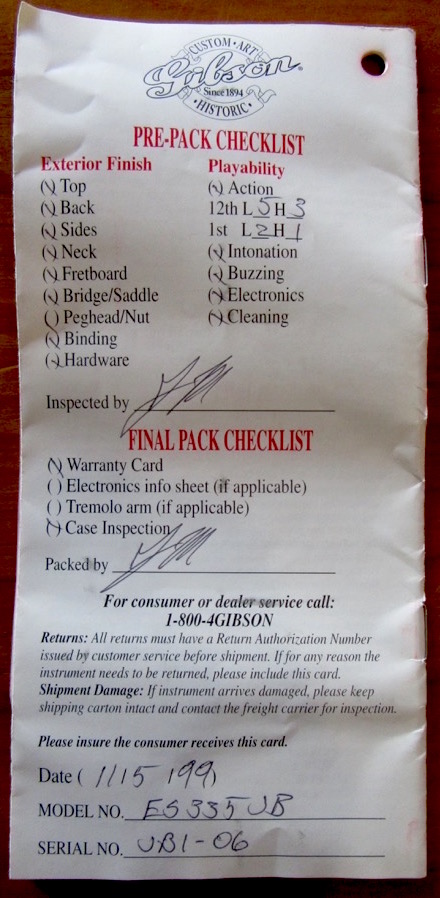 CUSTOM • ART
Gibson®
Since 1894
• HISTORIC •
PRE-PACK CHECKLIST
Exterior Finish Playability
(\) Top (\) Action
(\) Back 12th L 5 H 3
(\) Sides 1st L 2 H 1
(\) Neck (\) Intonation
(\) Fretboard (\) Buzzing
(\) Bridge/Saddle (\) Electronics
( ) Peghead/Nut (\) Cleaning
(\) Binding
(\) Hardware
Inspected by
FINAL PACK CHECKLIST
(\) Warranty Card
( ) Electronics info sheet (if applicable)
( ) Tremolo arm (if applicable)
(\) Case Inspection
Packed by
For consumer or dealer service call:
1-800-4GIBSON
Returns: All returns must have a Return Authorization Number
issued by customer service before shipment. If for any reason the
instrument needs to be returned, please include this card.
Shipment Damage: If instrument arrives damaged, please keep
shipping carton intact and contact the freight carrier for inspection.
Please insure the consumer receives this card.
Date ( 1/15 199)
MODEL NO. ES335 UB
SERIAL NO. UB1-06